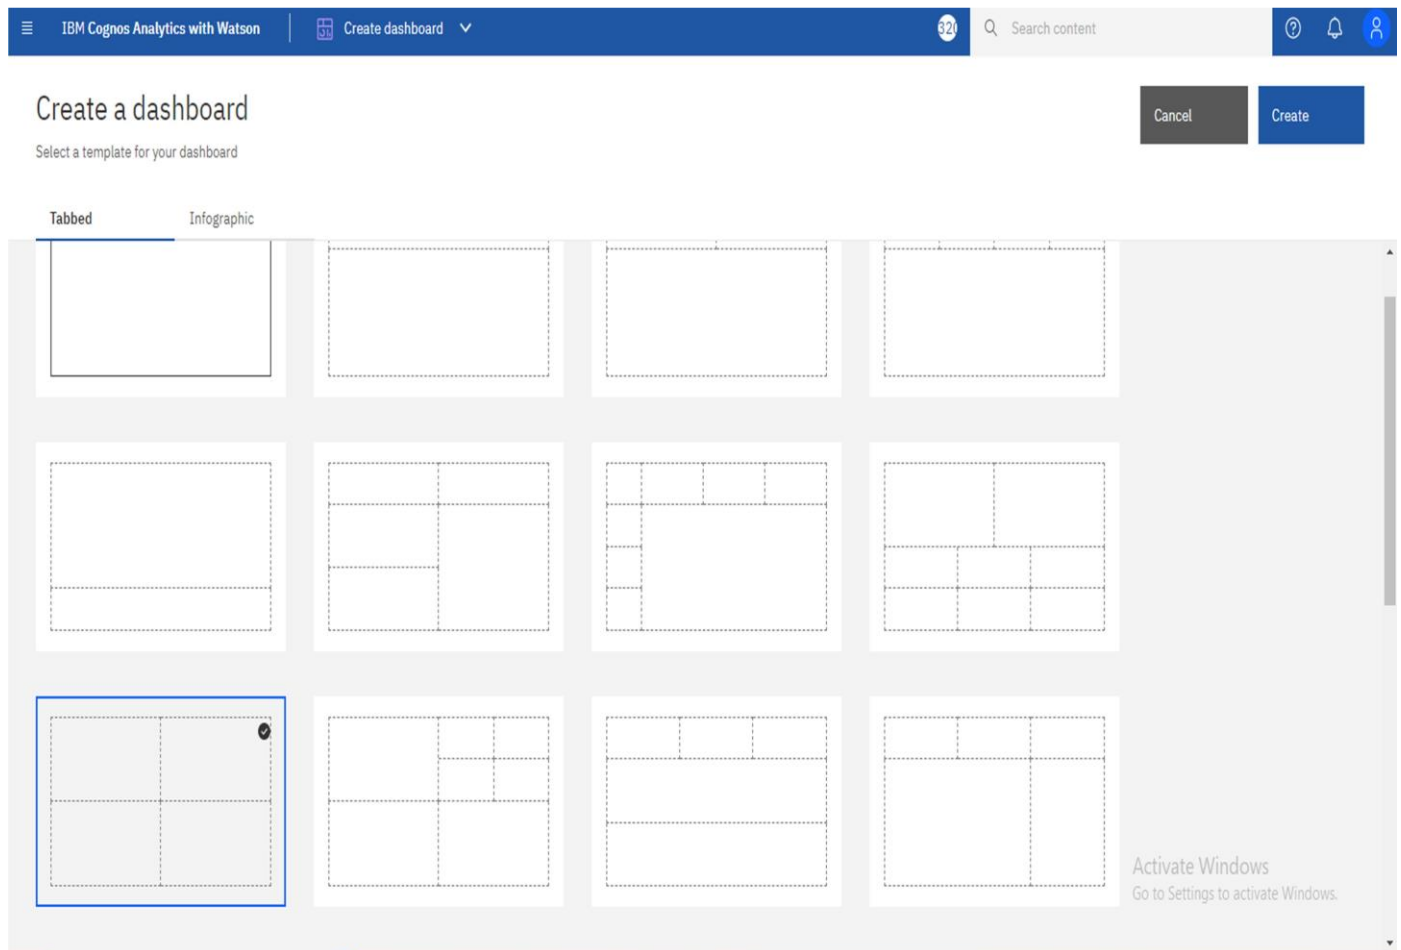 IBM Cognos Analytics with Watson
Create dashboard
Search content
Create a dashboard
Cancel
Create
Select a template for your dashboard
Tabbed
Infographic
Activate Windows
Go to Settings to activate Windows.